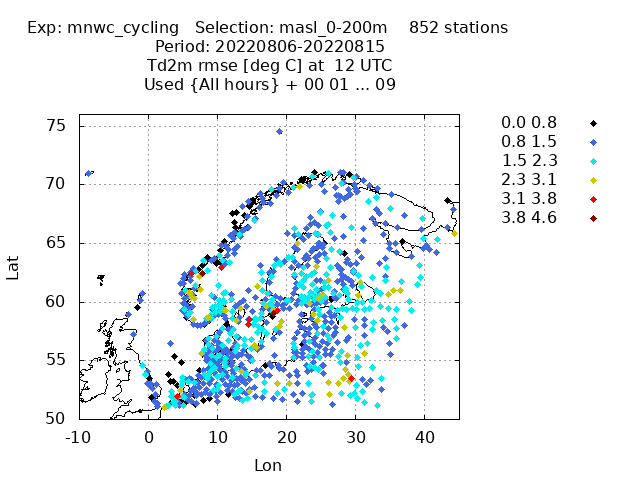 Exp: mnwc_cycling   Selection: masl_0-200m    852 stations
Period: 20220806-20220815
Td2m rmse [deg C] at  12 UTC
Used {All hours} + 00 01 ... 09
0.0 0.8
0.8 1.5
1.5 2.3
2.3 3.1
3.1 3.8
3.8 4.6
75
70
65
60
55
50
Lat
-10 0 10 20 30 40
Lon